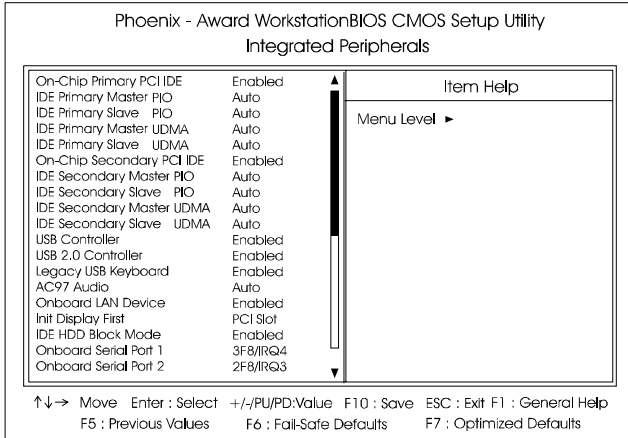 Phoenix - Award WorkstationBIOS CMOS Setup Utility
Integrated Peripherals
On-Chip Primary PCI IDE Enabled
IDE Primary Master PIO Auto
IDE Primary Slave PIO Auto
IDE Primary Master UDMA Auto
IDE Primary Slave UDMA Auto
On-Chip Secondary PCI IDE Enabled
IDE Secondary Master PIO Auto
IDE Secondary Slave PIO Auto
IDE Secondary Master UDMA Auto
IDE Secondary Slave UDMA Auto
USB Controller Enabled
USB 2.0 Controller Enabled
Legacy USB Keyboard Enabled
AC97 Audio Auto
Onboard LAN Device Enabled
Init Display First PCI Slot
IDE HDD Block Mode Enabled
Onboard Serial Port 1 3F8/IRQ4
Onboard Serial Port 2 2F8/IRQ3
Item Help
Menu Level ►
↑↓→ Move Enter : Select +/-/PU/PD:Value F10 : Save ESC : Exit F1 : General Help
F5 : Previous Values F6 : Fail-Safe Defaults F7 : Optimized Defaults